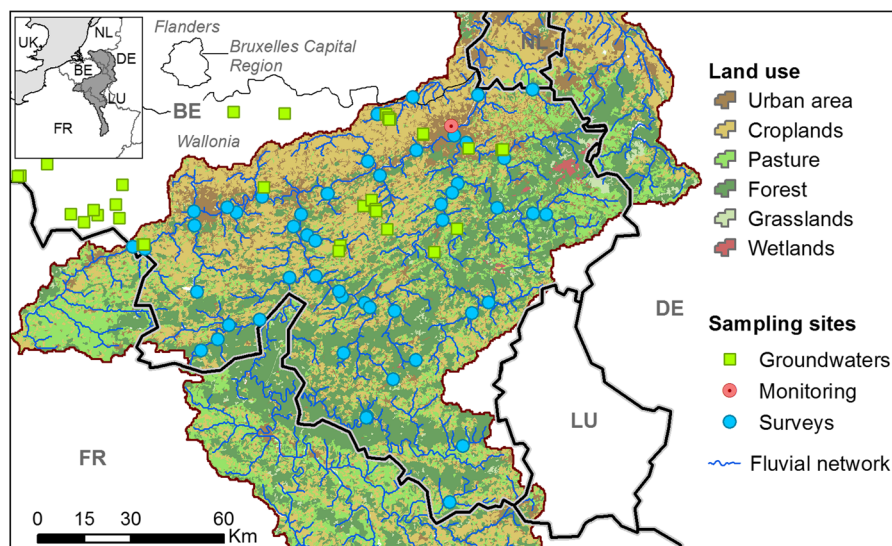 NL
UK
DE
BE
LU
FR
Flanders
Bruxelles Capital
Region
NL
BE
Wallonia
DE
LU
FR
0 15 30 60
Km
Land use
Urban area
Croplands
Pasture
Forest
Grasslands
Wetlands
Sampling sites
Groundwaters
Monitoring
Surveys
Fluvial network